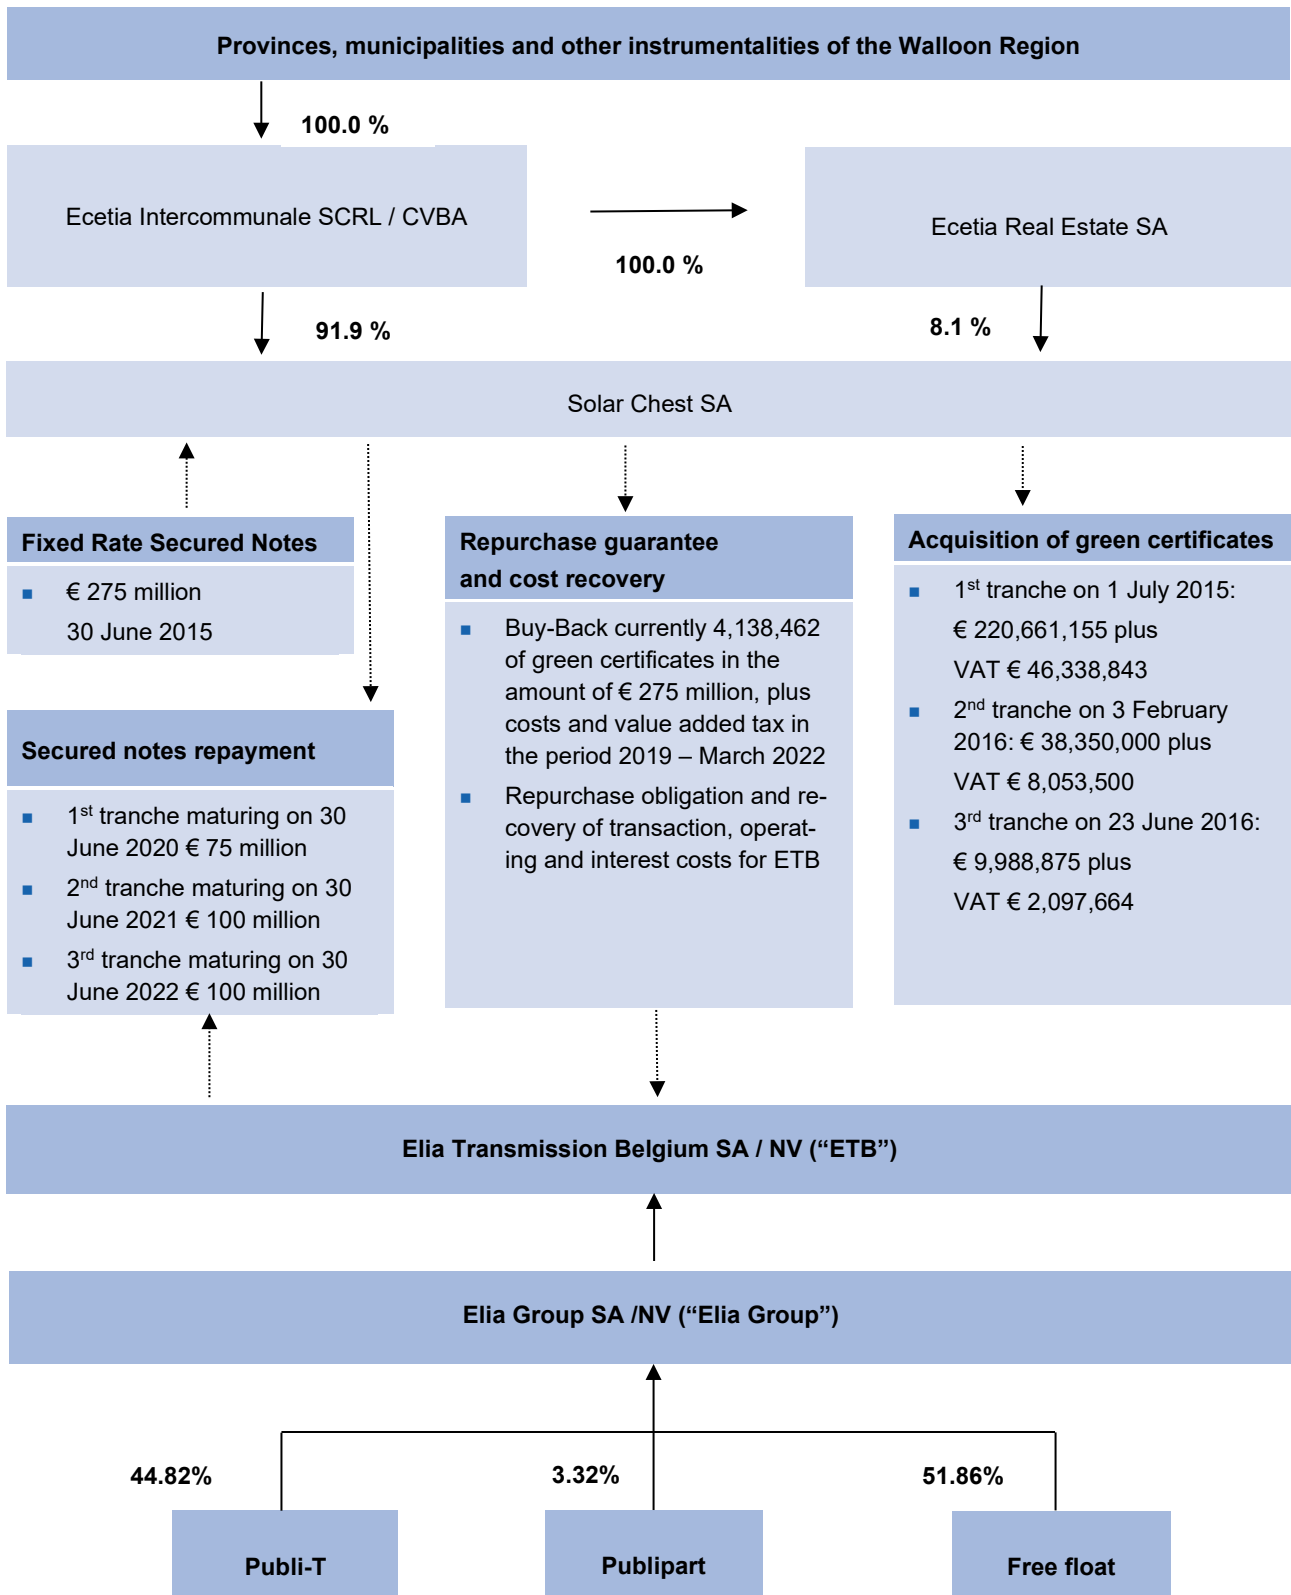 Provinces, municipalities and other instrumentalities of the Walloon Region
100.0 %
Ecetia Intercommunale SCRL / CVBA
100.0 %
Ecetia Real Estate SA
91.9 %
8.1 %
Solar Chest SA
Fixed Rate Secured Notes
■ € 275 million
30 June 2015
Secured notes repayment
■ 1st tranche maturing on 30
June 2020 € 75 million
■ 2nd tranche maturing on 30
June 2021 € 100 million
■ 3rd tranche maturing on 30
June 2022 € 100 million
Repurchase guarantee
and cost recovery
■ Buy-Back currently 4,138,462
of green certificates in the
amount of € 275 million, plus
costs and value added tax in
the period 2019 – March 2022
■ Repurchase obligation and re-
covery of transaction, operat-
ing and interest costs for ETB
Acquisition of green certificates
■ 1st tranche on 1 July 2015:
€ 220,661,155 plus
VAT € 46,338,843
■ 2nd tranche on 3 February
2016: € 38,350,000 plus
VAT € 8,053,500
■ 3rd tranche on 23 June 2016:
€ 9,988,875 plus
VAT € 2,097,664
Elia Transmission Belgium SA / NV (“ETB”)
Elia Group SA /NV (“Elia Group”)
44.82%
3.32%
51.86%
Publi-T
Publipart
Free float